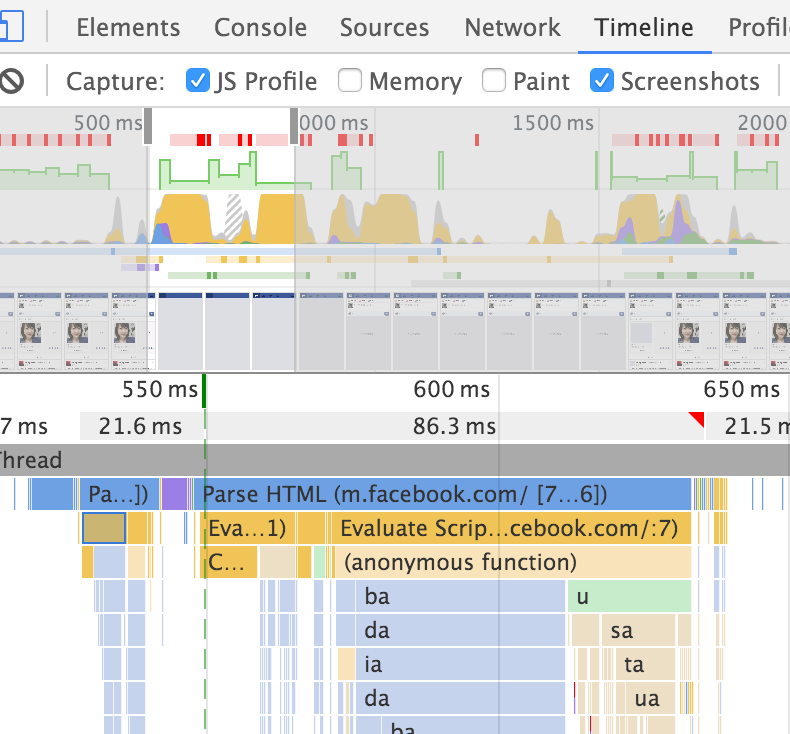 Elements Console Sources Network Timeline Profil
Capture: JS Profile Memory Paint Screenshots
500 ms 000 ms 1500 ms 2000
550 ms 600 ms 650 ms
7 ms 21.6 ms 86.3 ms 21.5 m
Thread
Pa...]) Parse HTML (m.facebook.com/ [7...6])
Eva...1) Evaluate Scrip...cebook.com/:7)
C... (anonymous function)
ba u
da sa
ia ta
da ua
ba